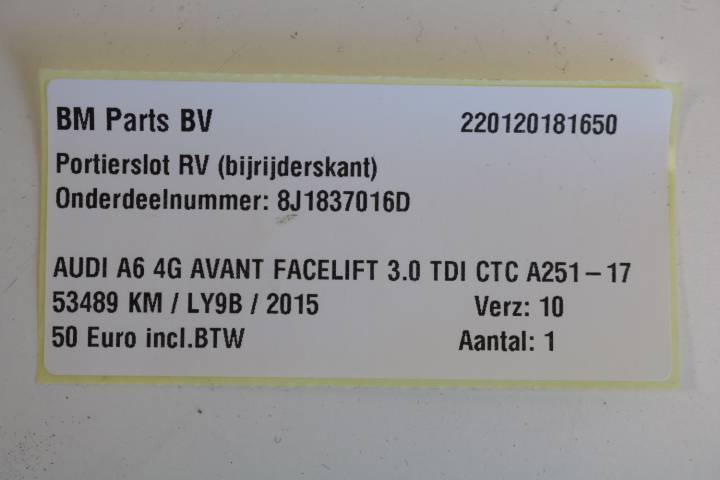 BM Parts BV 220120181650
Portierslot RV (bijrijderskant)
Onderdeelnummer: 8J1837016D
AUDI A6 4G AVANT FACELIFT 3.0 TDI CTC A251-17
53489 KM / LY9B / 2015 Verz: 10
50 Euro incl.BTW Aantal: 1